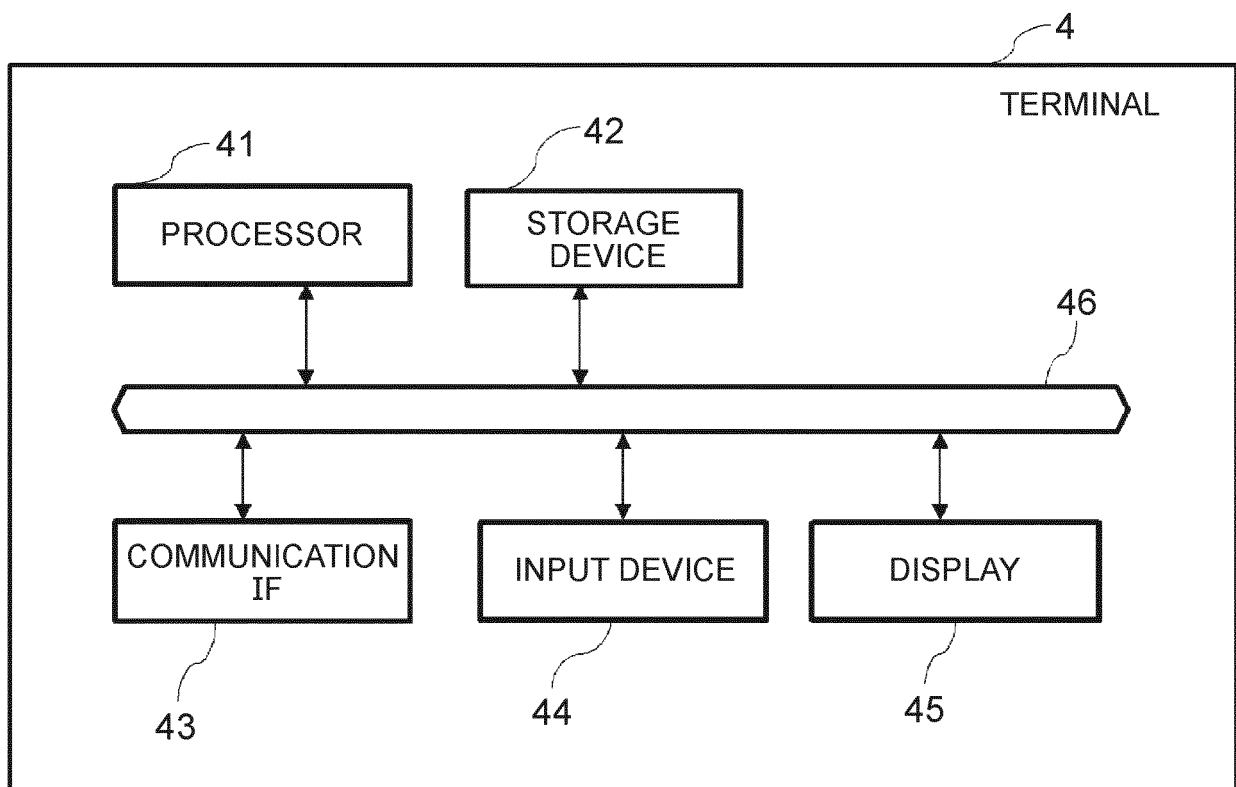 4
TERMINAL
41
42
PROCESSOR
STORAGE
DEVICE
46
COMMUNICATION
IF
INPUT DEVICE
DISPLAY
43
44
45